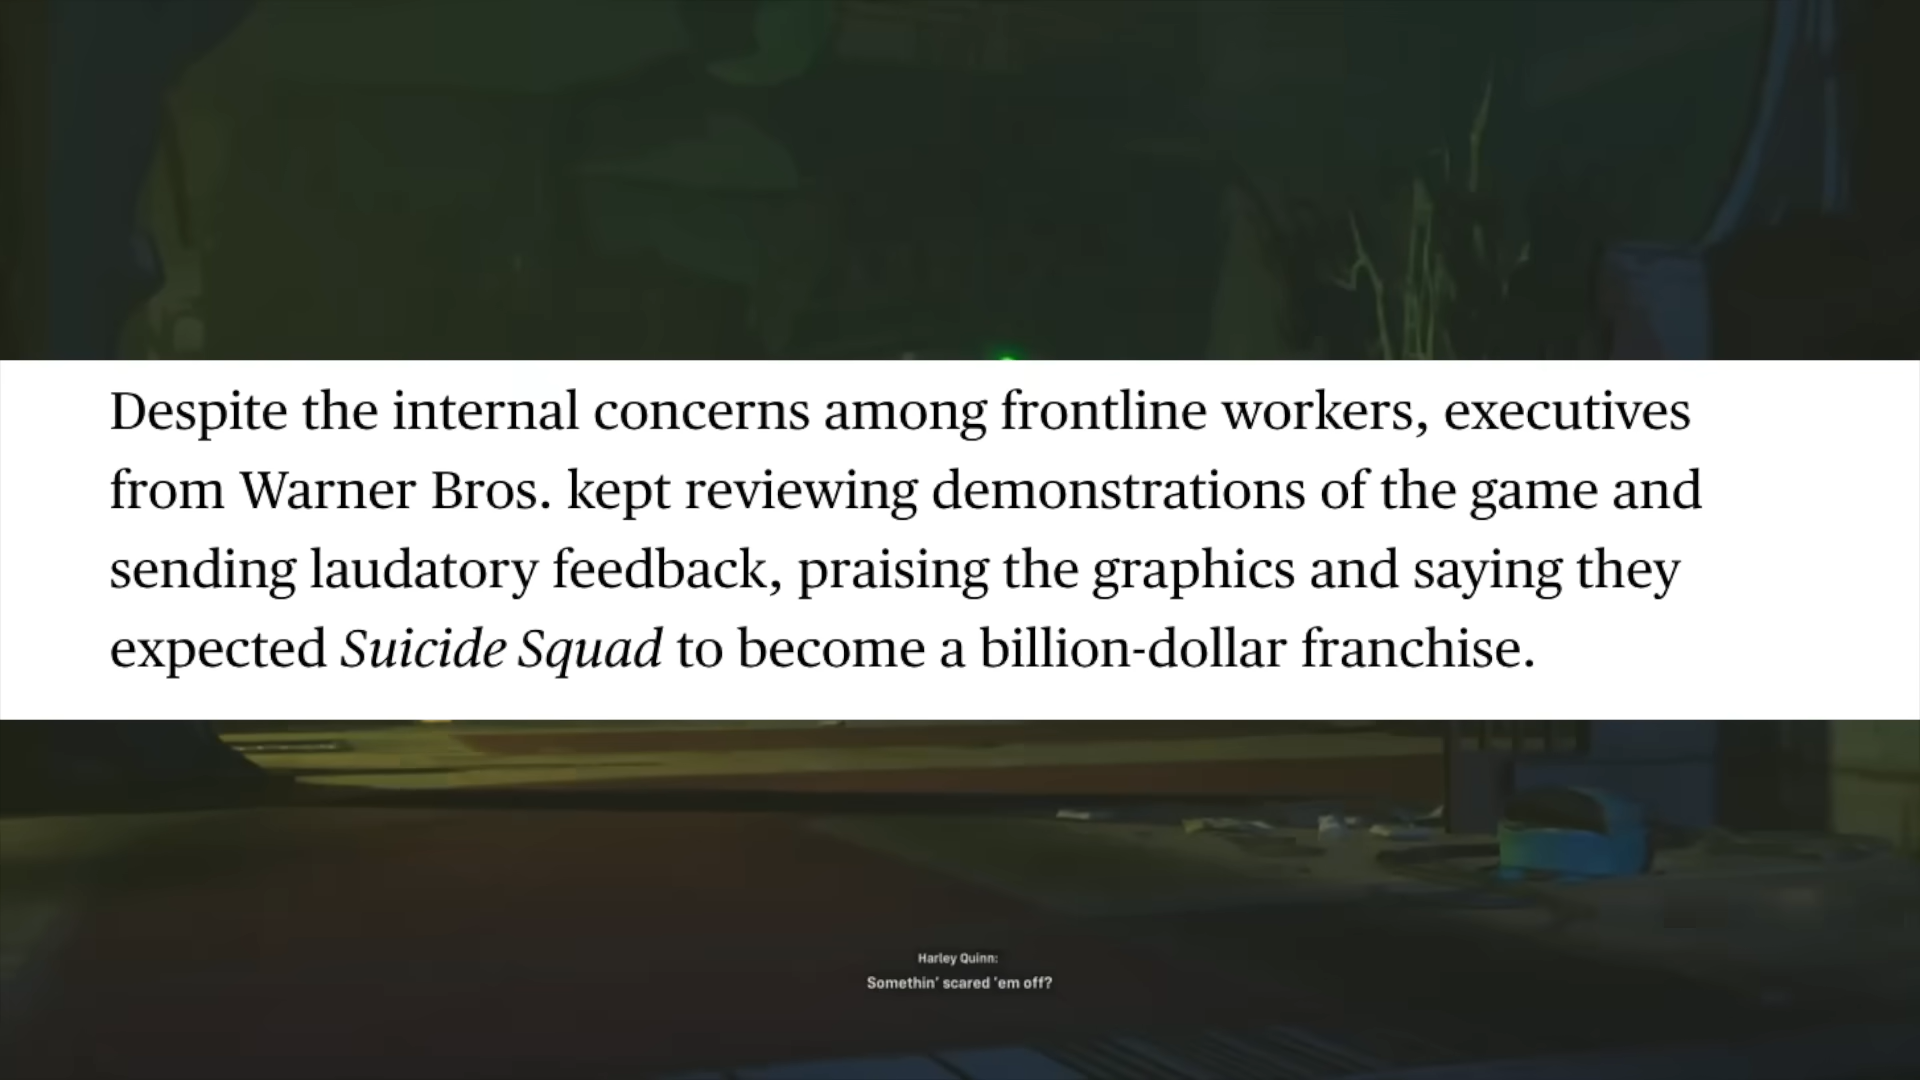 Despite the internal concerns among frontline workers, executives
from Warner Bros. kept reviewing demonstrations of the game and
sending laudatory feedback, praising the graphics and saying they
expected Suicide Squad to become a billion-dollar franchise.
Harley Quinn:
Somethin' scared 'em off?